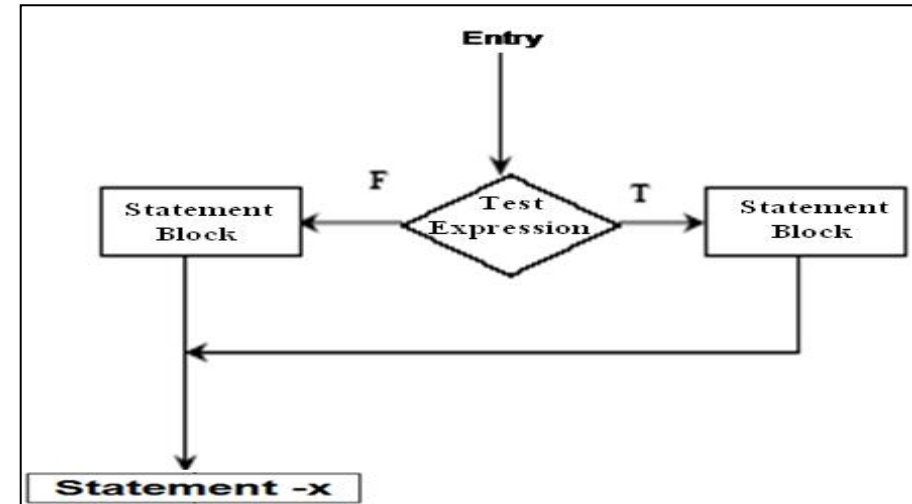 Entry
F
T
Statement
Block
Test
Expression
Statement
Block
Statement -x